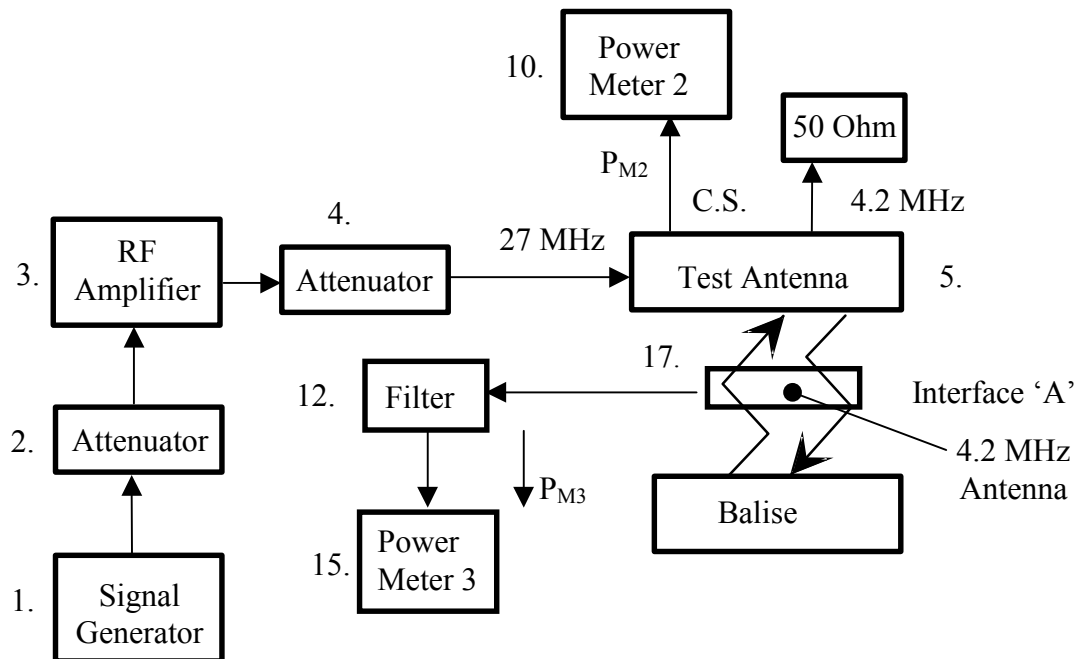 10.
Power
Meter 2
50 Ohm
P_M2
C.S.
4.2 MHz
4.
27 MHz
3.
RF
Amplifier
Attenuator
Test Antenna
5.
17.
12.
Filter
Interface ‘A’
2.
Attenuator
4.2 MHz
Antenna
P_M3
Balise
15.
Power
Meter 3
1.
Signal
Generator